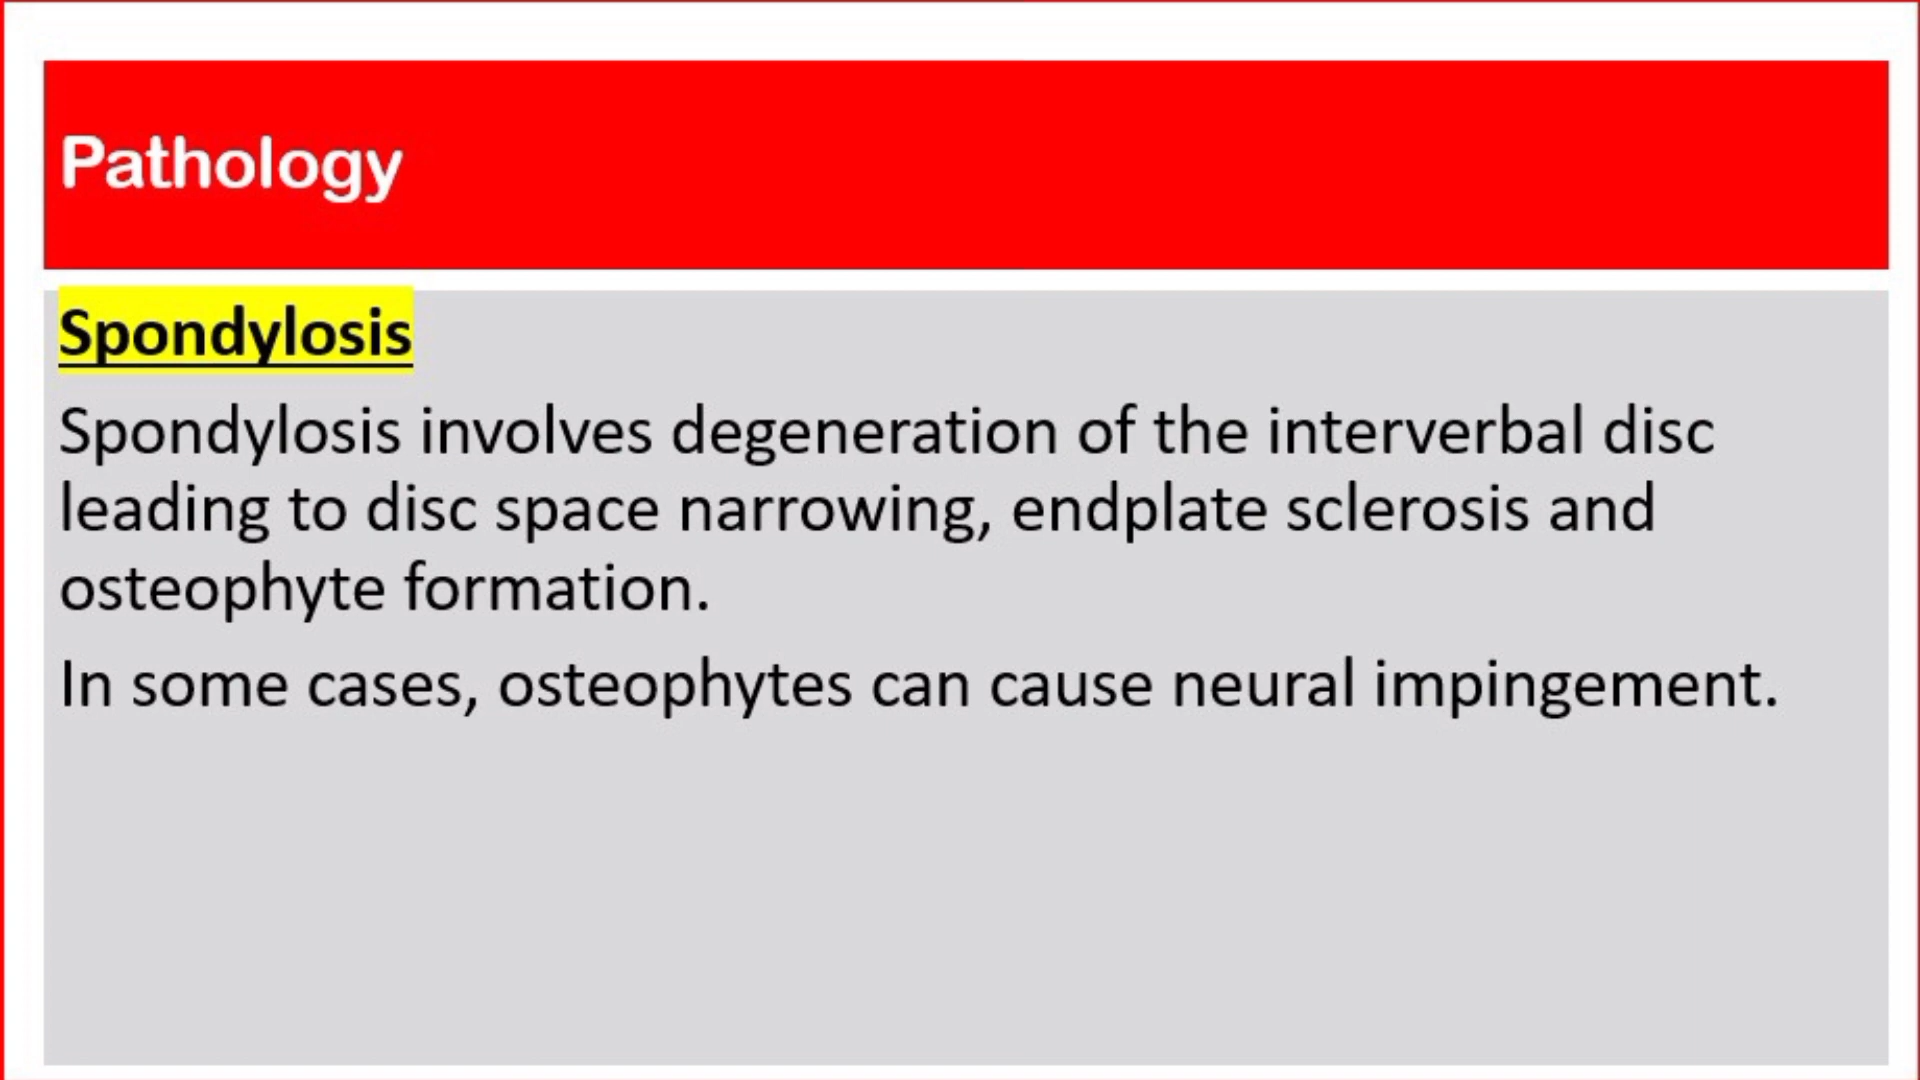 Pathology
Spondylosis
Spondylosis involves degeneration of the interverbal disc
leading to disc space narrowing, endplate sclerosis and
osteophyte formation.
In some cases, osteophytes can cause neural impingement.